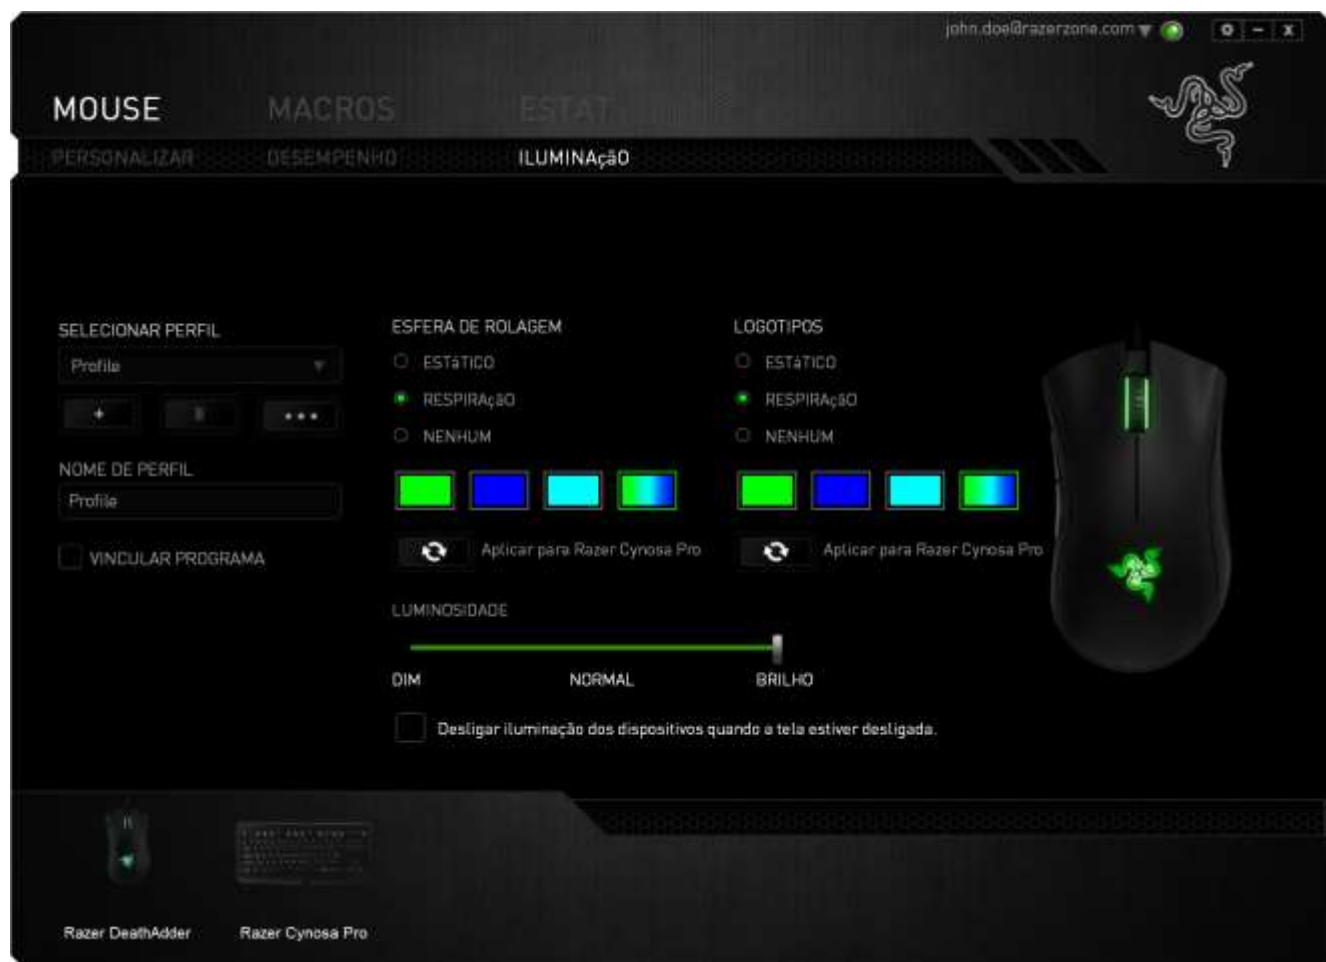 john.doe@razerzone.com
MOUSE MACROS ESTAT
PERSONALIZAR DESEMPENHO ILUMINAçãO
SELECIONAR PERFIL
Profile
NOME DE PERFIL
Profile
VINCULAR PROGRAMA
ESFERA DE ROLAGEM
ESTáTICO
RESPIRAçãO
NENHUM
Aplicar para Razer Cynosa Pro
LOGOTIPOS
ESTáTICO
RESPIRAçãO
NENHUM
Aplicar para Razer Cynosa Pro
LUMINOSIDADE
DIM NORMAL BRILHO
Desligar iluminação dos dispositivos quando a tela estiver desligada.
Razer DeathAdder Razer Cynosa Pro